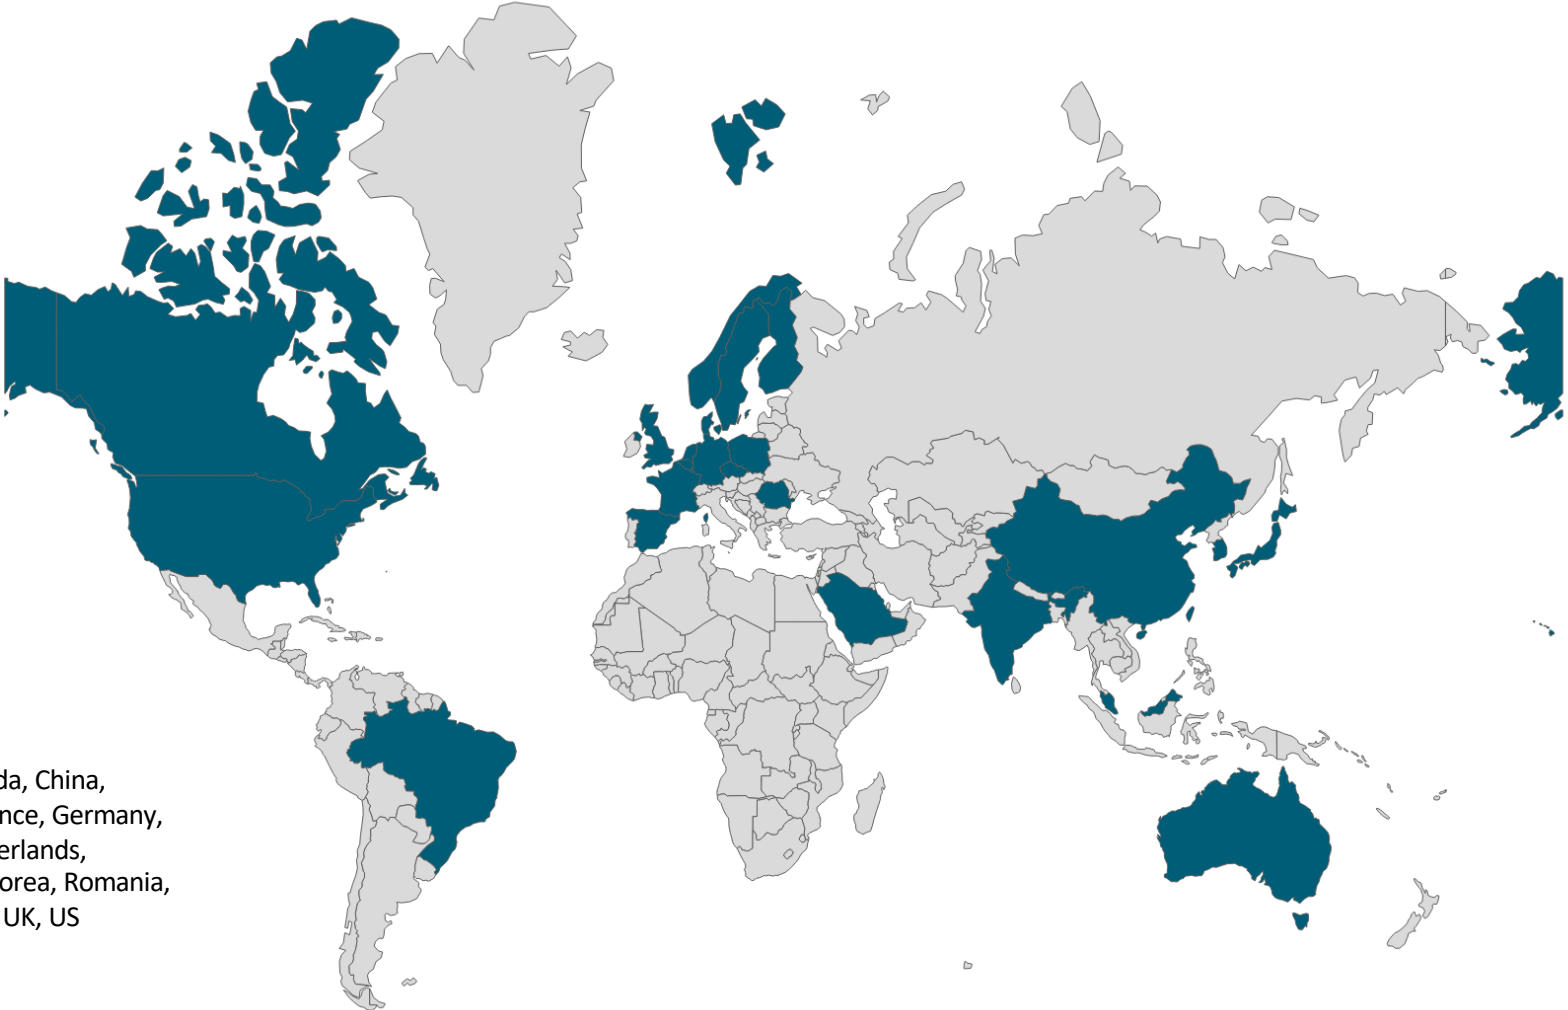 da, China,
nce, Germany,
erlands,
orea, Romania,
UK, US